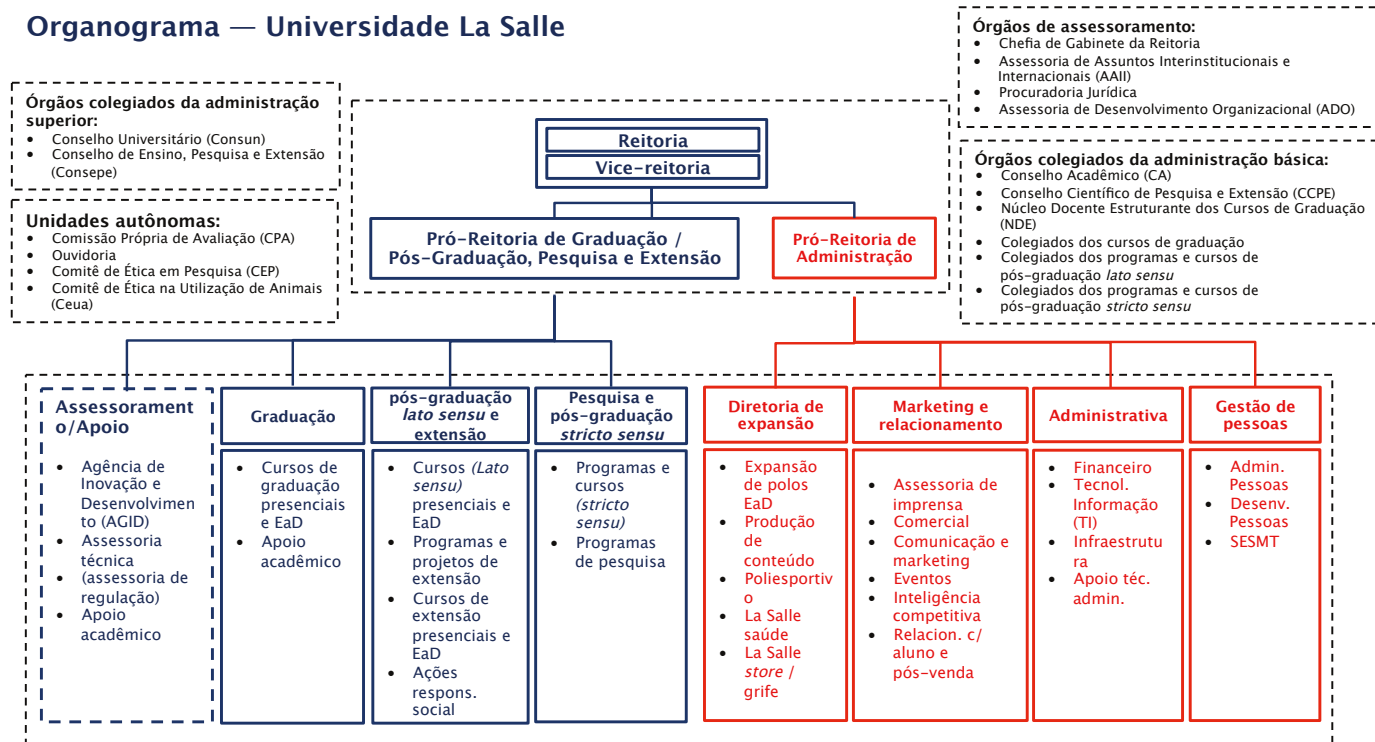 Organograma — Universidade La Salle
Órgãos de assessoramento:
• Chefia de Gabinete da Reitoria
• Assessoria de Assuntos Interinstitucionais e
Internacionais (AAII)
• Procuradoria Jurídica
• Assessoria de Desenvolvimento Organizacional (ADO)
Órgãos colegiados da administração
superior:
• Conselho Universitário (Consun)
• Conselho de Ensino, Pesquisa e Extensão
(Consepe)
Reitoria
Vice-reitoria
Órgãos colegiados da administração básica:
• Conselho Acadêmico (CA)
• Conselho Científico de Pesquisa e Extensão (CCPE)
• Núcleo Docente Estruturante dos Cursos de Graduação
(NDE)
• Colegiados dos cursos de graduação
• Colegiados dos programas e cursos de
pós-graduação lato sensu
• Colegiados dos programas e cursos de
pós-graduação stricto sensu
Unidades autônomas:
• Comissão Própria de Avaliação (CPA)
• Ouvidoria
• Comitê de Ética em Pesquisa (CEP)
• Comitê de Ética na Utilização de Animais
(Ceua)
Pró-Reitoria de Graduação /
Pós-Graduação, Pesquisa e Extensão
Pró-Reitoria de
Administração
Assessorament
o/Apoio
• Agência de
Inovação e
Desenvolvimen
to (AGID)
• Assessoria
técnica
• (assessoria de
regulação)
• Apoio
acadêmico
Graduação
• Cursos de
graduação
presenciais
e EaD
• Apoio
acadêmico
pós-graduação
lato sensu e
extensão
• Cursos (Lato
sensu)
presenciais e
EaD
• Programas e
projetos de
extensão
• Cursos de
extensão
presenciais e
EaD
• Ações
respons.
social
Pesquisa e
pós-graduação
stricto sensu
• Programas e
cursos
(stricto
sensu)
• Programas
de pesquisa
Diretoria de
expansão
• Expansão
de polos
EaD
• Produção
de
conteúdo
• Poliesportiv
o
• La Salle
saúde
• La Salle
store /
grife
Marketing e
relacionamento
• Assessoria de
imprensa
• Comercial
• Comunicação e
marketing
• Eventos
• Inteligência
competitiva
• Relacion. c/
aluno e
pós-venda
Administrativa
• Financeiro
• Tecnol.
Informação
(TI)
• Infraestrutu
ra
• Apoio téc.
admin.
Gestão de
pessoas
• Admin.
Pessoas
• Desenv.
Pessoas
• SESMT